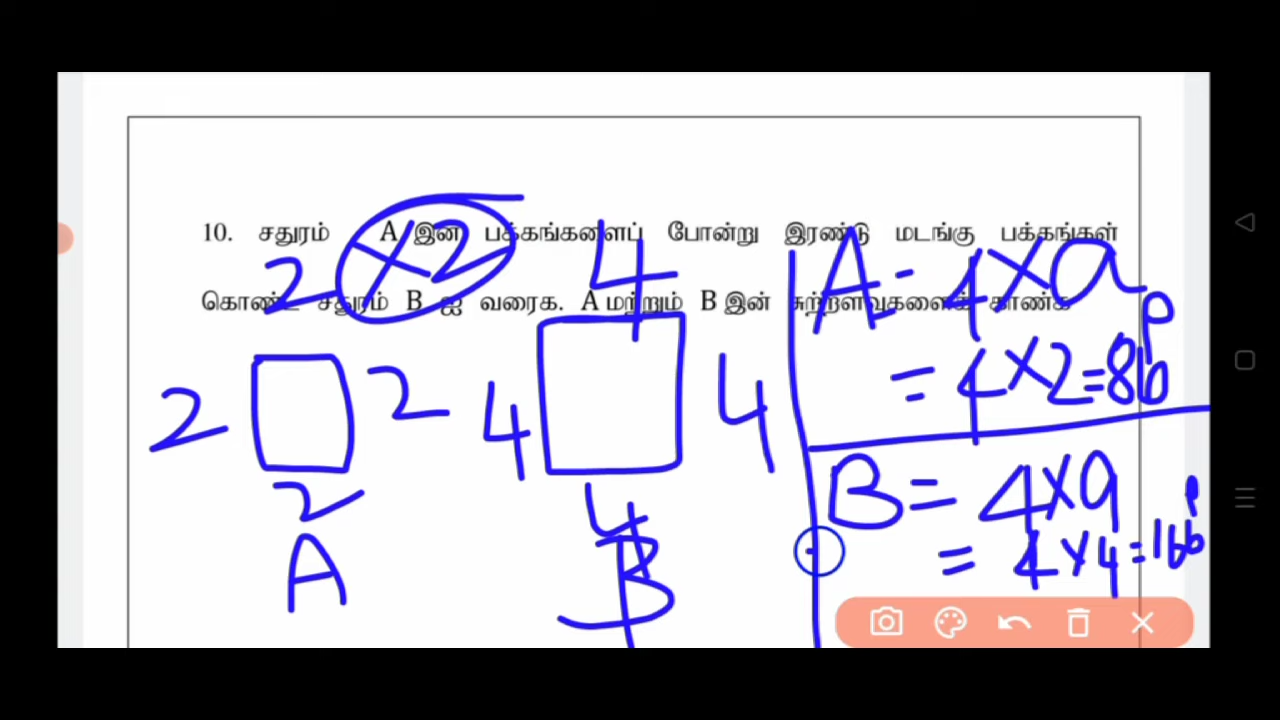 10. சதுரம் A இன் பக்கங்களைப் போன்று இரண்டு மடங்கு பக்கங்கள்
கொண்ட சதுரம் B ஐ வரைக. A மற்றும் B இன் சுற்றளவுகளைக் காண்க
2 ×2
4
A = 4×a
2 2 4 4
= 4×2=8
2
4
A
B
B = 4×a
= 4×4=16